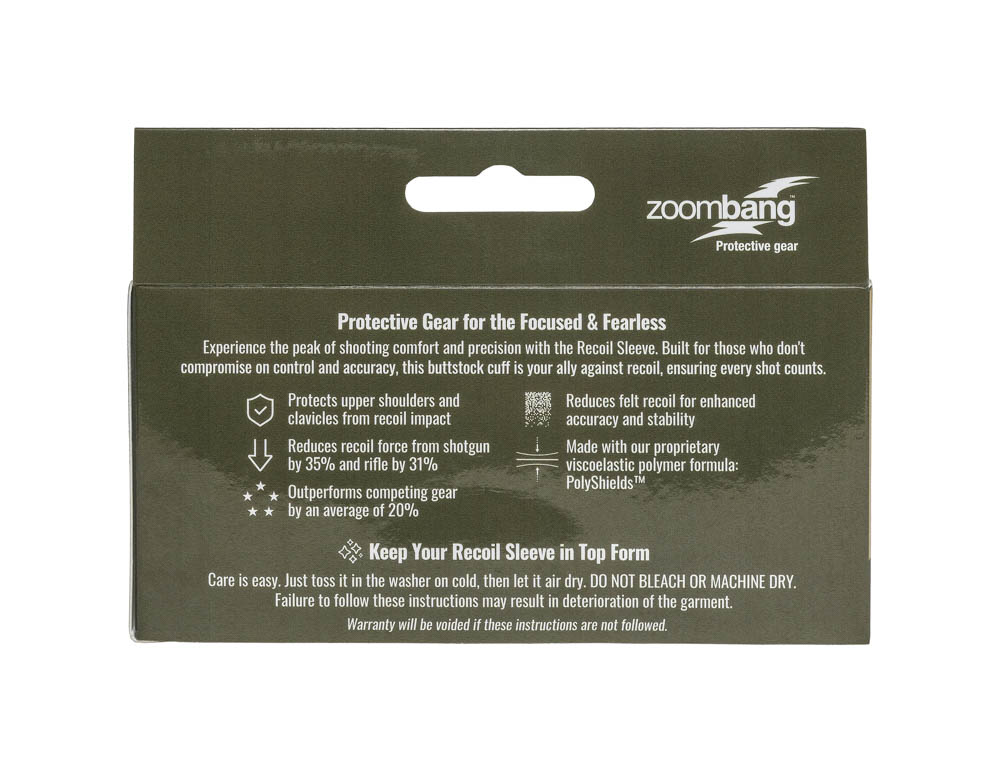 zoombang™
Protective gear
Protective Gear for the Focused & Fearless
Experience the peak of shooting comfort and precision with the Recoil Sleeve. Built for those who don't
compromise on control and accuracy, this buttstock cuff is your ally against recoil, ensuring every shot counts.
Protects upper shoulders and
clavicles from recoil impact
Reduces recoil force from shotgun
by 35% and rifle by 31%
Outperforms competing gear
by an average of 20%
Reduces felt recoil for enhanced
accuracy and stability
Made with our proprietary
viscoelastic polymer formula:
PolyShields™
Keep Your Recoil Sleeve in Top Form
Care is easy. Just toss it in the washer on cold, then let it air dry. DO NOT BLEACH OR MACHINE DRY.
Failure to follow these instructions may result in deterioration of the garment.
Warranty will be voided if these instructions are not followed.